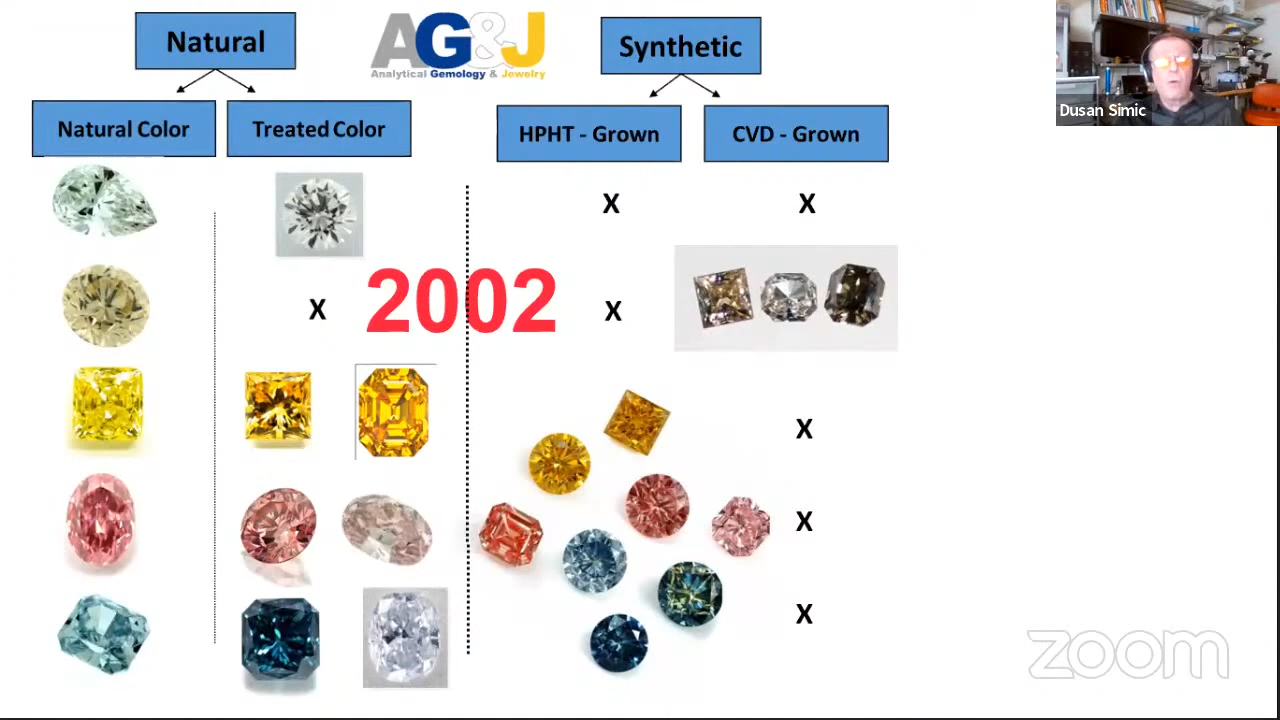 Natural
AG&J
Analytical Gemology & Jewelry
Synthetic
Dusan Simic
Natural Color
Treated Color
HPHT - Grown
CVD - Grown
X
X
X
2002
X
X
X
X
zoom